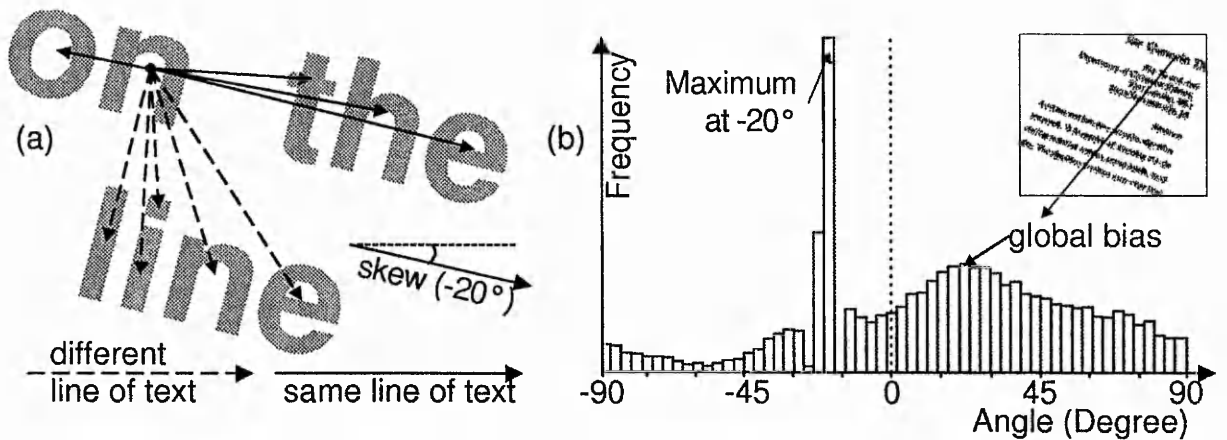 on the
line
(a)
skew (-20°)
different
line of text
same line of text
(b)
Frequency
Maximum
at -20°
global bias
-90
-45
0
45
90
Angle (Degree)